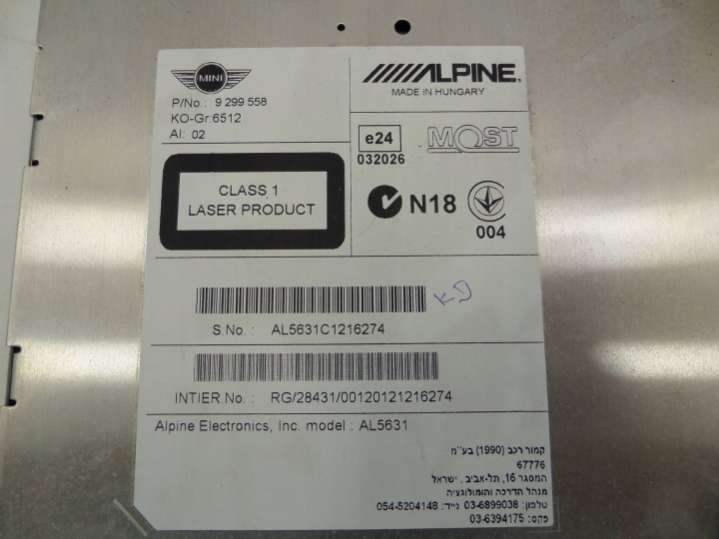 MINI
P/No.: 9 299 558
KO-Gr:6512
AI: 02
ALPINE
MADE IN HUNGARY
e24
032026
MOST
CLASS 1
LASER PRODUCT
N18
004
KD
S.No. : AL5631C1216274
INTIER.No. : RG/28431/00120121216274
Alpine Electronics, Inc. model : AL5631
קמור רכב (1990) בע״מ
67776
המסגר 16, תל-אביב, ישראל
מנהל הדרכה והומולוגציה
טלפון: 03-6899038 נייד: 054-5204148
פקס: 03-6394175